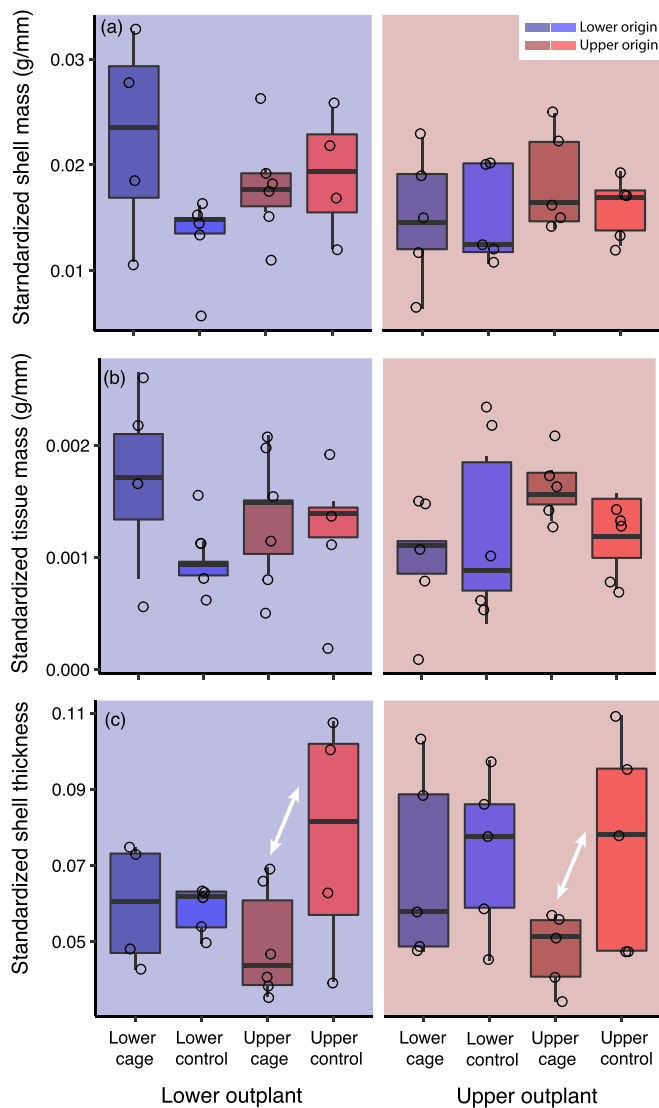 (a)
Lower origin
Upper origin
Starndardized shell mass (g/mm)
0.03
0.02
0.01
(b)
Standardized tissue mass (g/mm)
0.002
0.001
0.000
(c)
Standardized shell thickness
0.11
0.09
0.07
0.05
Lower cage
Lower control
Upper cage
Upper control
Lower cage
Lower control
Upper cage
Upper control
Lower outplant
Upper outplant